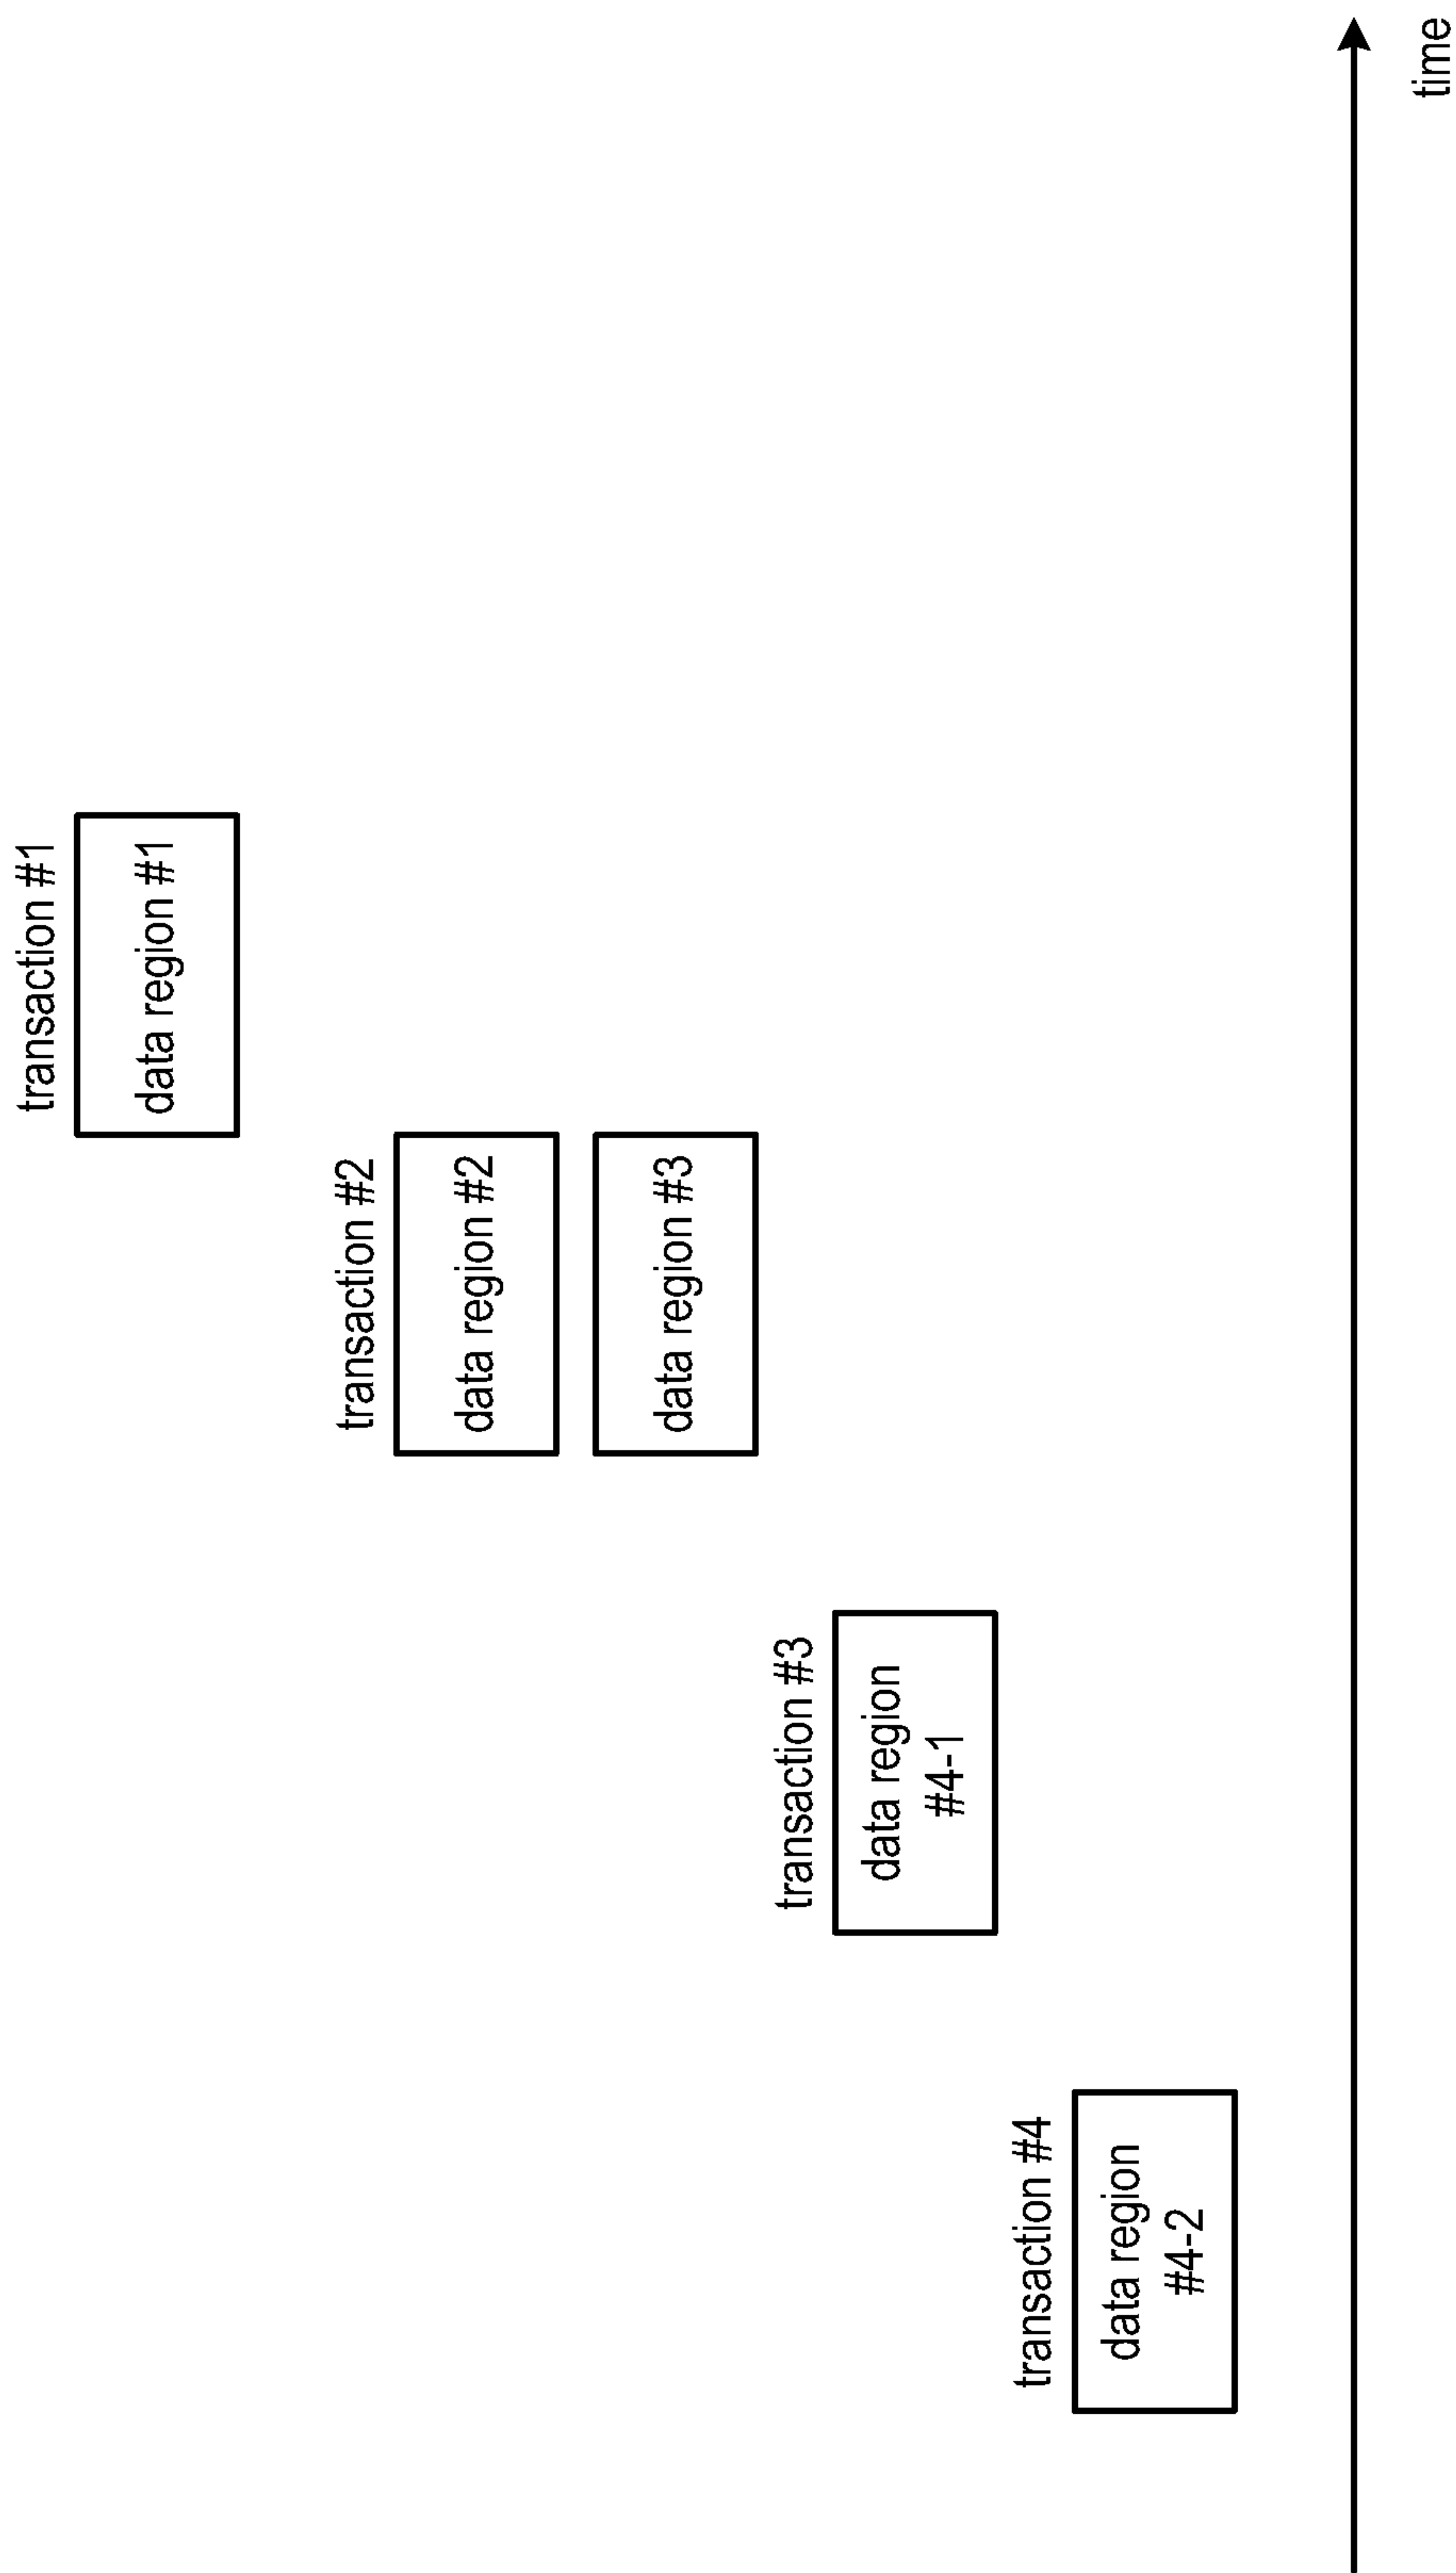 transaction #1
data region #1
transaction #2
data region #2
data region #3
transaction #3
data region
#4-1
transaction #4
data region
#4-2
time